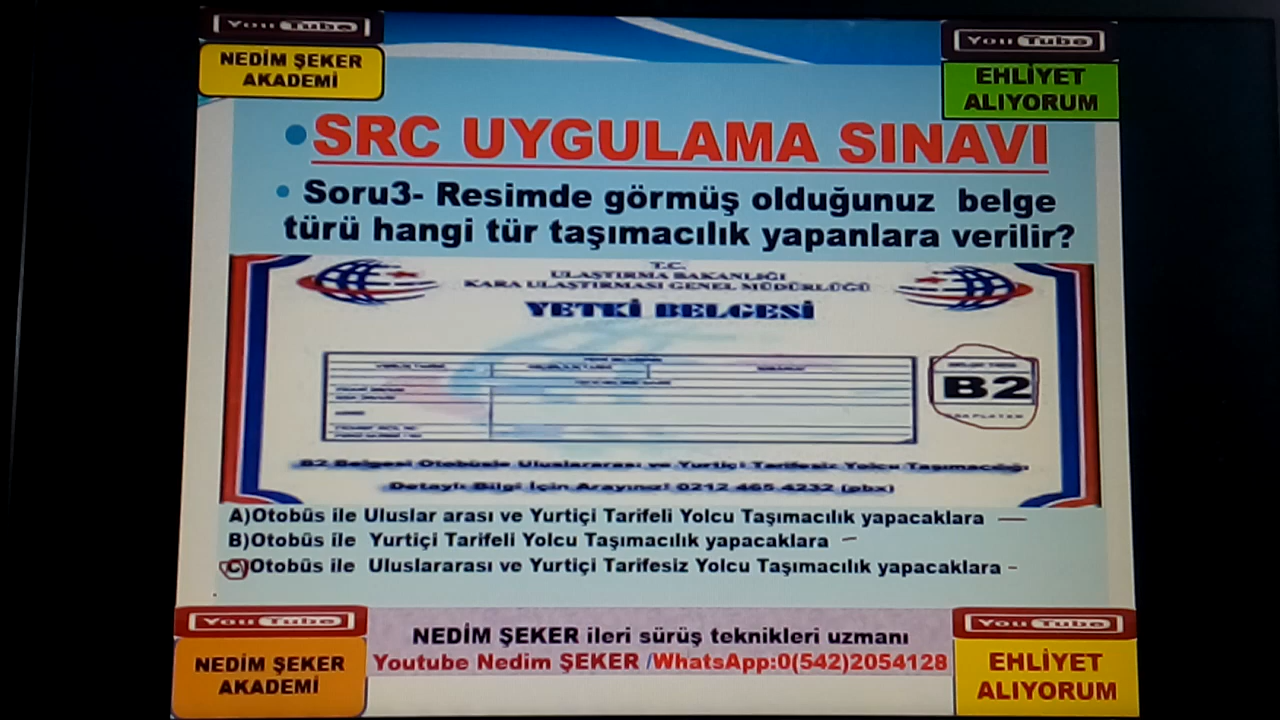 YouTube
NEDİM ŞEKER
AKADEMİ
YouTube
EHLİYET
ALIYORUM
•SRC UYGULAMA SINAVI
• Soru3- Resimde görmüş olduğunuz belge
türü hangi tür taşımacılık yapanlara verilir?
T.C.
ULAŞTIRMA BAKANLIĞI
KARA ULAŞTIRMASI GENEL MÜDÜRLÜĞÜ
YETKİ BELGESİ
B2
B2 Belgesi Otobüsle Uluslararası ve Yurtiçi Tarifesiz Yolcu Taşımacılığı
Detaylı Bilgi İçin Arayınız! 0212 465 4232 (pbx)
A)Otobüs ile Uluslar arası ve Yurtiçi Tarifeli Yolcu Taşımacılık yapacaklara
B)Otobüs ile Yurtiçi Tarifeli Yolcu Taşımacılık yapacaklara
C)Otobüs ile Uluslararası ve Yurtiçi Tarifesiz Yolcu Taşımacılık yapacaklara
YouTube
NEDİM ŞEKER
AKADEMİ
NEDİM ŞEKER ileri sürüş teknikleri uzmanı
Youtube Nedim ŞEKER /WhatsApp:0(542)2054128
YouTube
EHLİYET
ALIYORUM